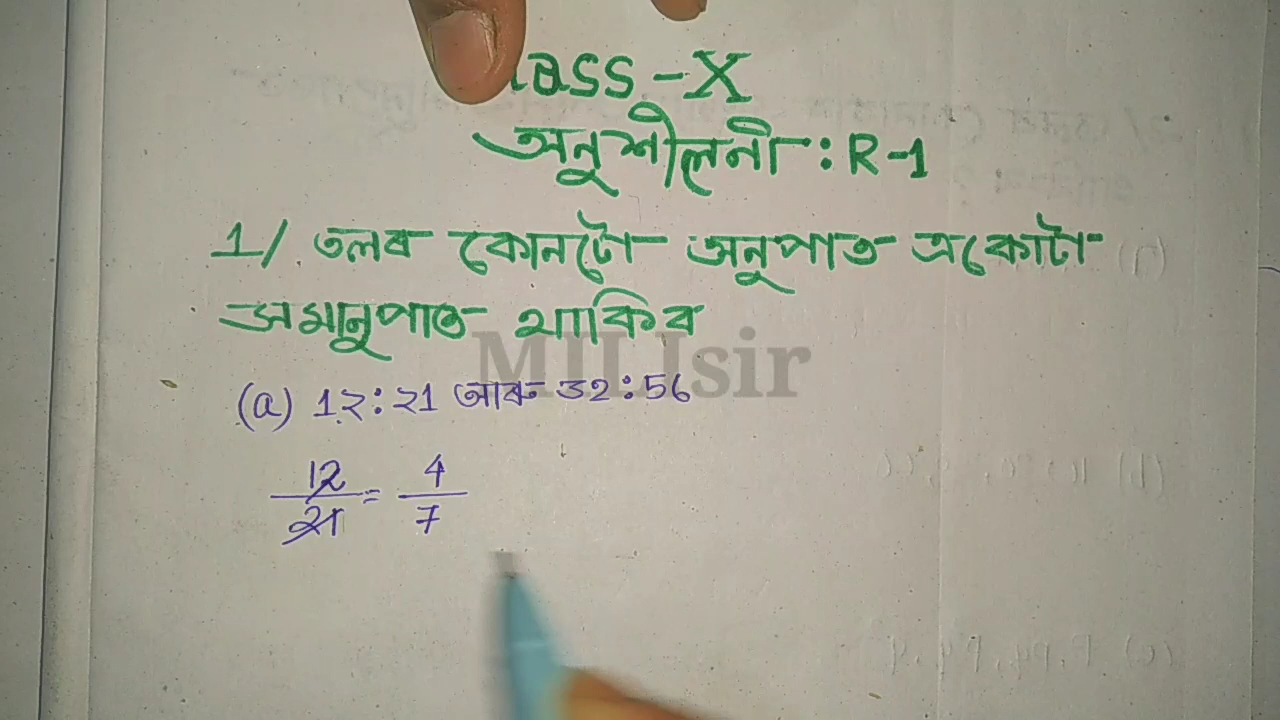 ass-X
অনুশীলনী : R-1
1/ তলৰ কোনটো অনুপাত একোটা
সমানুপাত থাকিব
MILIsir
(a) 12:21 আৰু 32:56
12/21 = 4/7